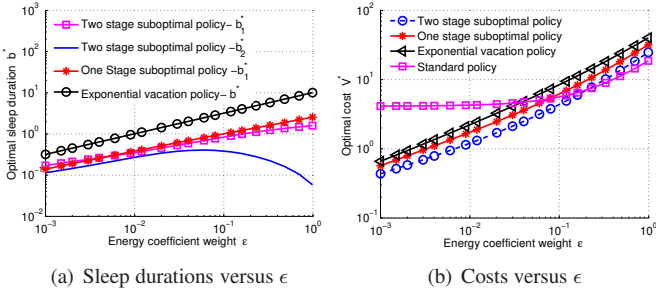 Optimal sleep duration b*
10³
10²
10¹
10⁰
10⁻¹
10⁻²
Two stage suboptimal policy– b₁*
Two stage suboptimal policy -b₂*
One Stage suboptimal policy –b₁*
Exponential vacation policy– b*
10⁻³
10⁻²
10⁻¹
10⁰
Energy coefficient weight ε
(a) Sleep durations versus ϵ
Optimal cost V*
10²
10¹
10⁰
10⁻¹
Two stage suboptimal policy
One stage suboptimal policy
Exponential vacation policy
Standard policy
10⁻³
10⁻²
10⁻¹
10⁰
Energy coefficient weight ε
(b) Costs versus ϵ